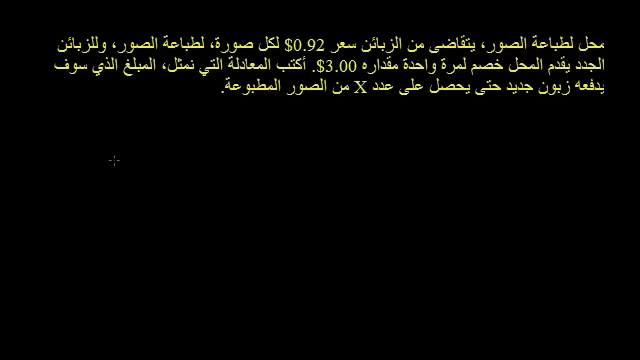 محل لطباعة الصور، يتقاضى من الزبائن سعر 0.92$ لكل صورة، لطباعة الصور، وللزبائن
الجدد يقدم المحل خصم لمرة واحدة مقداره 3.00$. أكتب المعادلة التي نمثل، المبلغ الذي سوف
يدفعه زبون جديد حتى يحصل على عدد X من الصور المطبوعة.